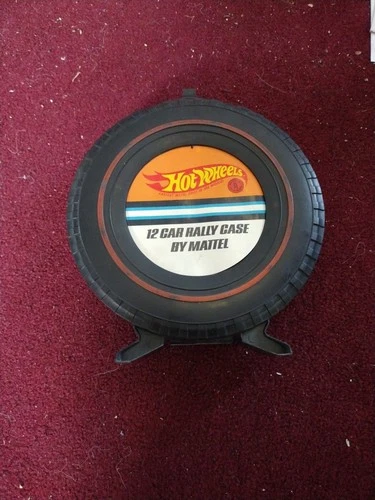 HOT WHEELS
12 CAR RALLY CASE
BY MATTEL